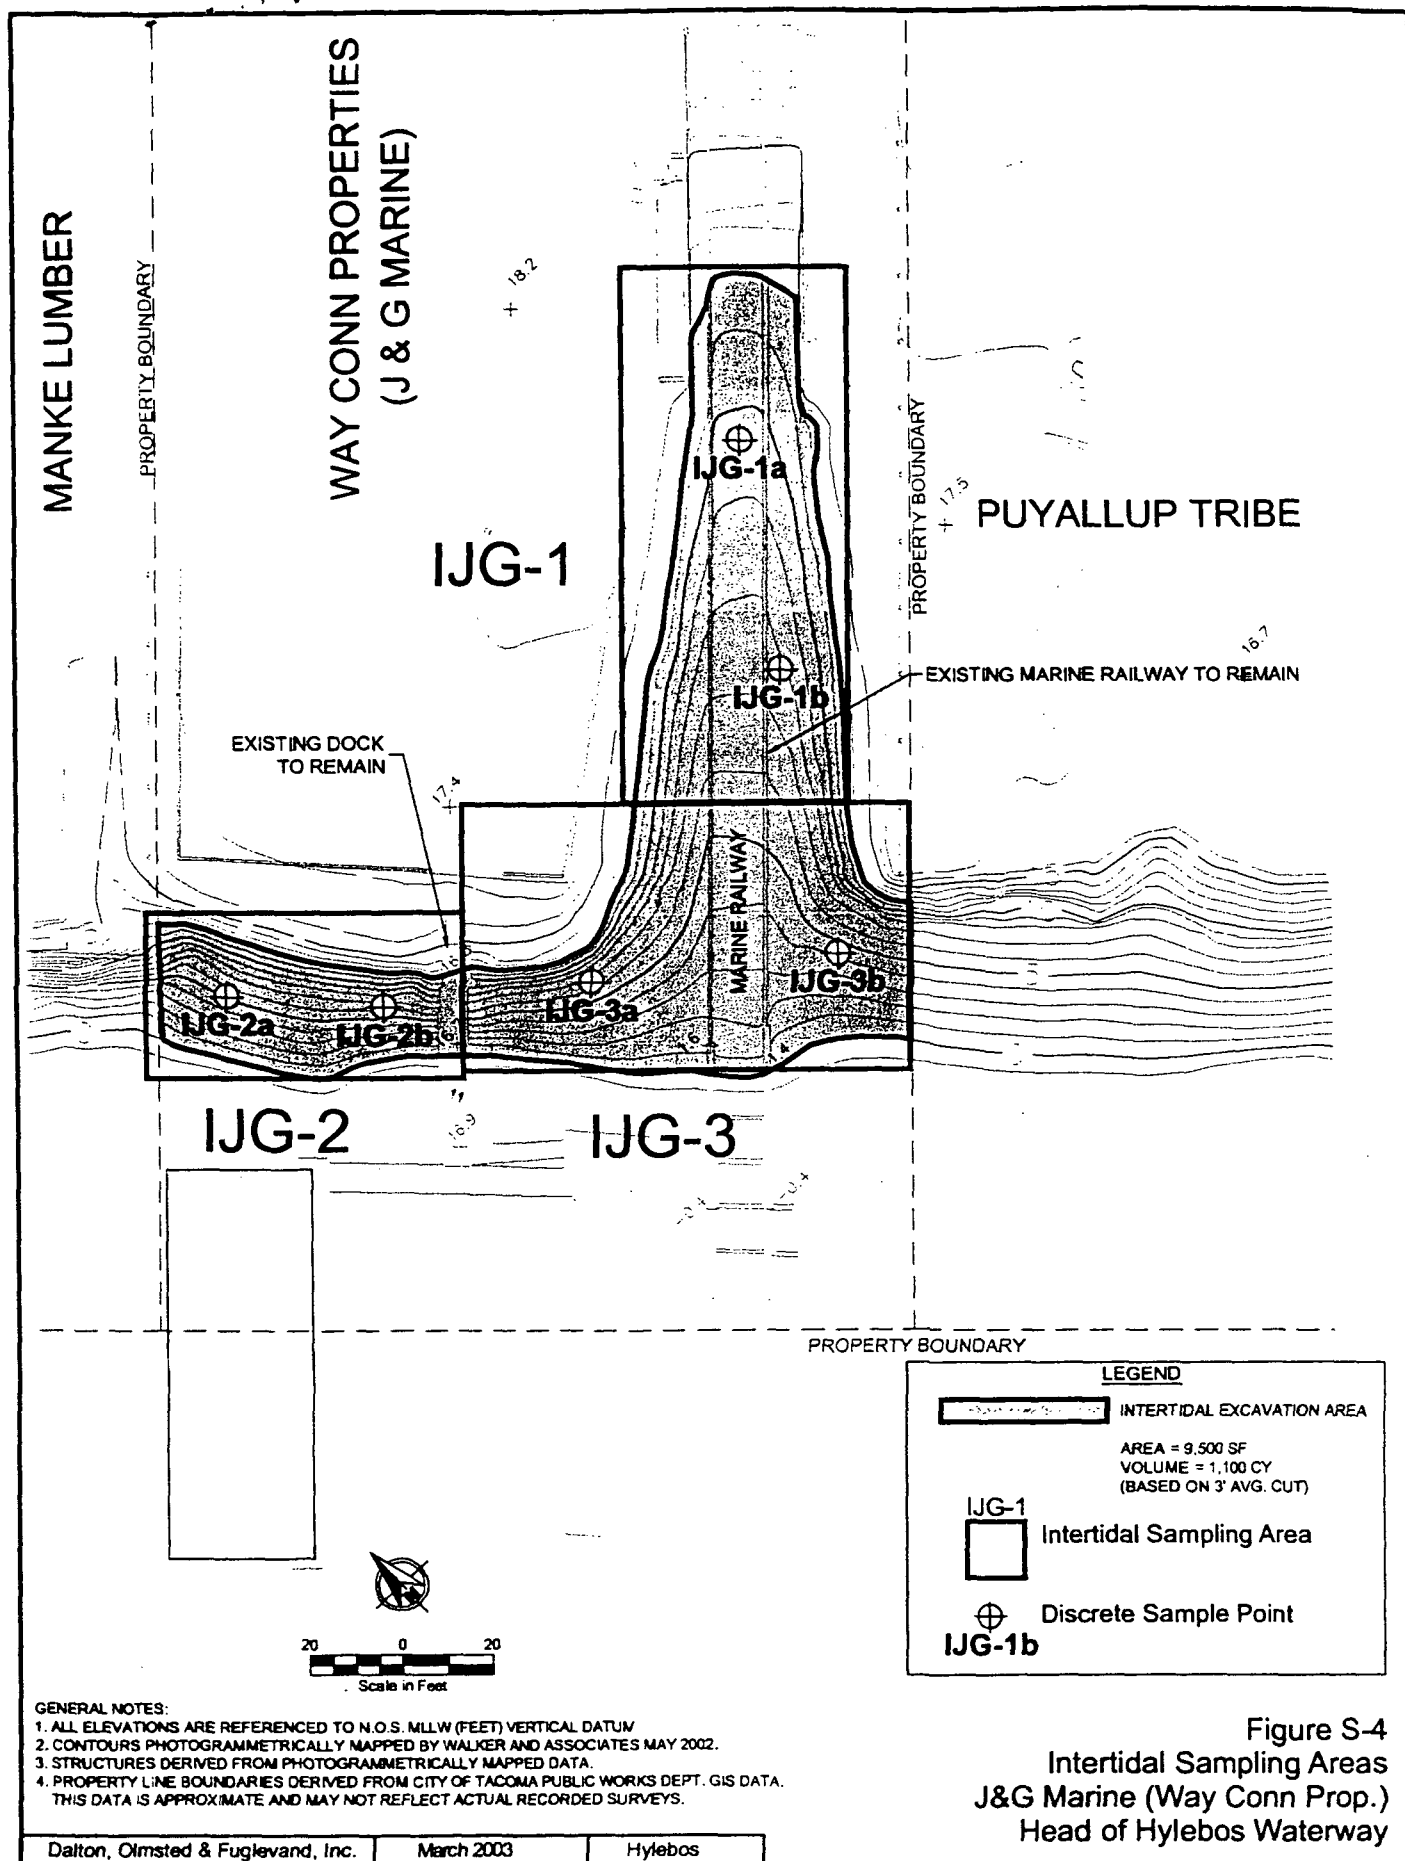 MANKE LUMBER
PROPERTY BOUNDARY
WAY CONN PROPERTIES
(J & G MARINE)
18.2
IJG-1a
PROPERTY BOUNDARY
17.5
PUYALLUP TRIBE
IJG-1
16.7
EXISTING MARINE RAILWAY TO REMAIN
IJG-1b
EXISTING DOCK
TO REMAIN
17.4
MARINE RAILWAY
IJG-2a
IJG-2b
IJG-3a
IJG-3b
IJG-2
IJG-3
16.9
-0.4
-0.4
PROPERTY BOUNDARY
LEGEND
INTERTIDAL EXCAVATION AREA
AREA = 9,500 SF
VOLUME = 1,100 CY
(BASED ON 3' AVG. CUT)
IJG-1
Intertidal Sampling Area
Discrete Sample Point
IJG-1b
20 0 20
Scale in Feet
GENERAL NOTES:
1. ALL ELEVATIONS ARE REFERENCED TO N.O.S. MLLW (FEET) VERTICAL DATUM
2. CONTOURS PHOTOGRAMMETRICALLY MAPPED BY WALKER AND ASSOCIATES MAY 2002.
3. STRUCTURES DERIVED FROM PHOTOGRAMMETRICALLY MAPPED DATA.
4. PROPERTY LINE BOUNDARIES DERIVED FROM CITY OF TACOMA PUBLIC WORKS DEPT. GIS DATA.
THIS DATA IS APPROXIMATE AND MAY NOT REFLECT ACTUAL RECORDED SURVEYS.
Figure S-4
Intertidal Sampling Areas
J&G Marine (Way Conn Prop.)
Head of Hylebos Waterway
Dalton, Olmsted & Fuglevand, Inc. March 2003 Hylebos